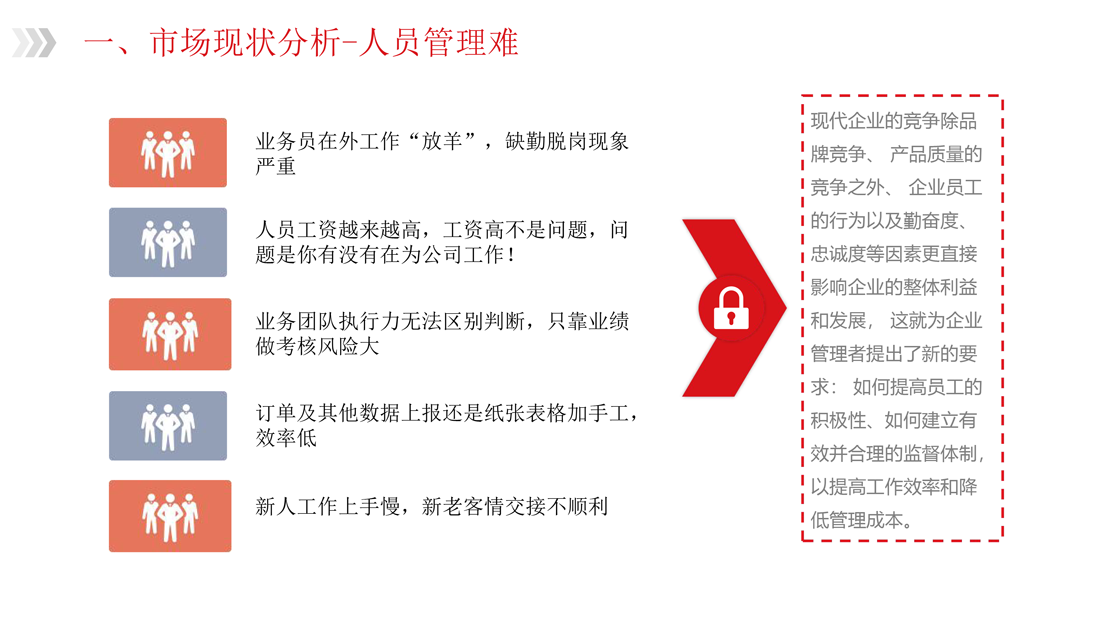 一、市场现状分析-人员管理难
业务员在外工作“放羊”，缺勤脱岗现象
严重
人员工资越来越高，工资高不是问题，问
题是你有没有在为公司工作！
业务团队执行力无法区别判断，只靠业绩
做考核风险大
订单及其他数据上报还是纸张表格加手工，
效率低
新人工作上手慢，新老客情交接不顺利
现代企业的竞争除品
牌竞争、 产品质量的
竞争之外、 企业员工
的行为以及勤奋度、
忠诚度等因素更直接
影响企业的整体利益
和发展， 这就为企业
管理者提出了新的要
求： 如何提高员工的
积极性、如何建立有
效并合理的监督体制，
以提高工作效率和降
低管理成本。